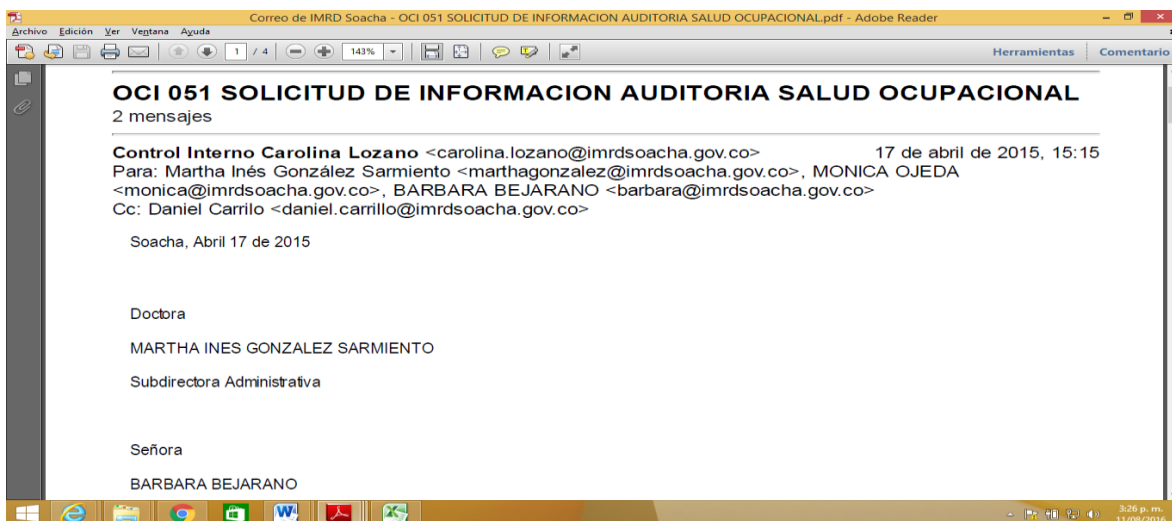 Correo de IMRD Soacha - OCI 051 SOLICITUD DE INFORMACION AUDITORIA SALUD OCUPACIONAL.pdf - Adobe Reader
Archivo Edición Ver Ventana Ayuda
1 / 4 143% Herramientas Comentario
OCI 051 SOLICITUD DE INFORMACION AUDITORIA SALUD OCUPACIONAL
2 mensajes
Control Interno Carolina Lozano <carolina.lozano@imrdsoacha.gov.co> 17 de abril de 2015, 15:15
Para: Martha Inés González Sarmiento <marthagonzalez@imrdsoacha.gov.co>, MONICA OJEDA
<monica@imrdsoacha.gov.co>, BARBARA BEJARANO <barbara@imrdsoacha.gov.co>
Cc: Daniel Carrilo <daniel.carrillo@imrdsoacha.gov.co>
Soacha, Abril 17 de 2015
Doctora
MARTHA INES GONZALEZ SARMIENTO
Subdirectora Administrativa
Señora
BARBARA BEJARANO
3:26 p. m.
11/08/2016